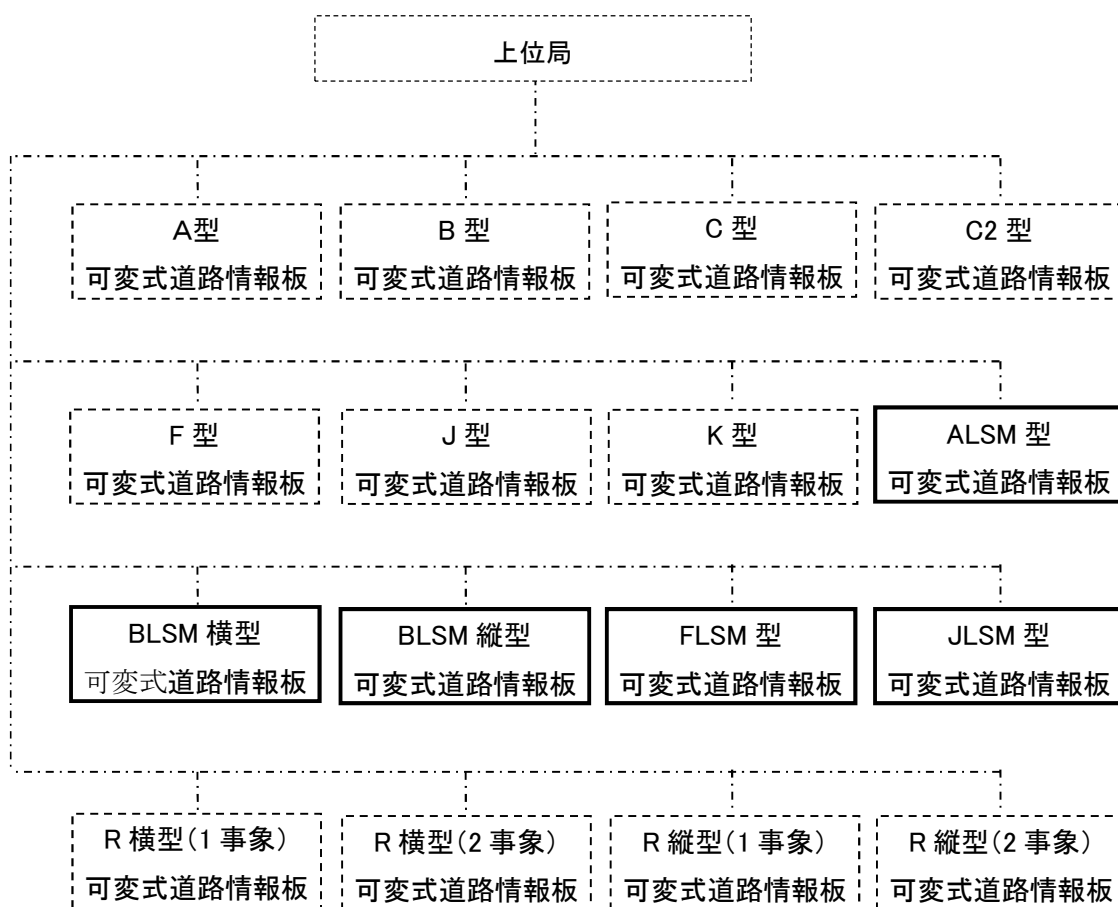 上位局
A型
可変式道路情報板
B 型
可変式道路情報板
C 型
可変式道路情報板
C2 型
可変式道路情報板
F 型
可変式道路情報板
J 型
可変式道路情報板
K 型
可変式道路情報板
ALSM 型
可変式道路情報板
BLSM 横型
可変式道路情報板
BLSM 縦型
可変式道路情報板
FLSM 型
可変式道路情報板
JLSM 型
可変式道路情報板
R 横型(1 事象)
可変式道路情報板
R 横型(2 事象)
可変式道路情報板
R 縦型(1 事象)
可変式道路情報板
R 縦型(2 事象)
可変式道路情報板